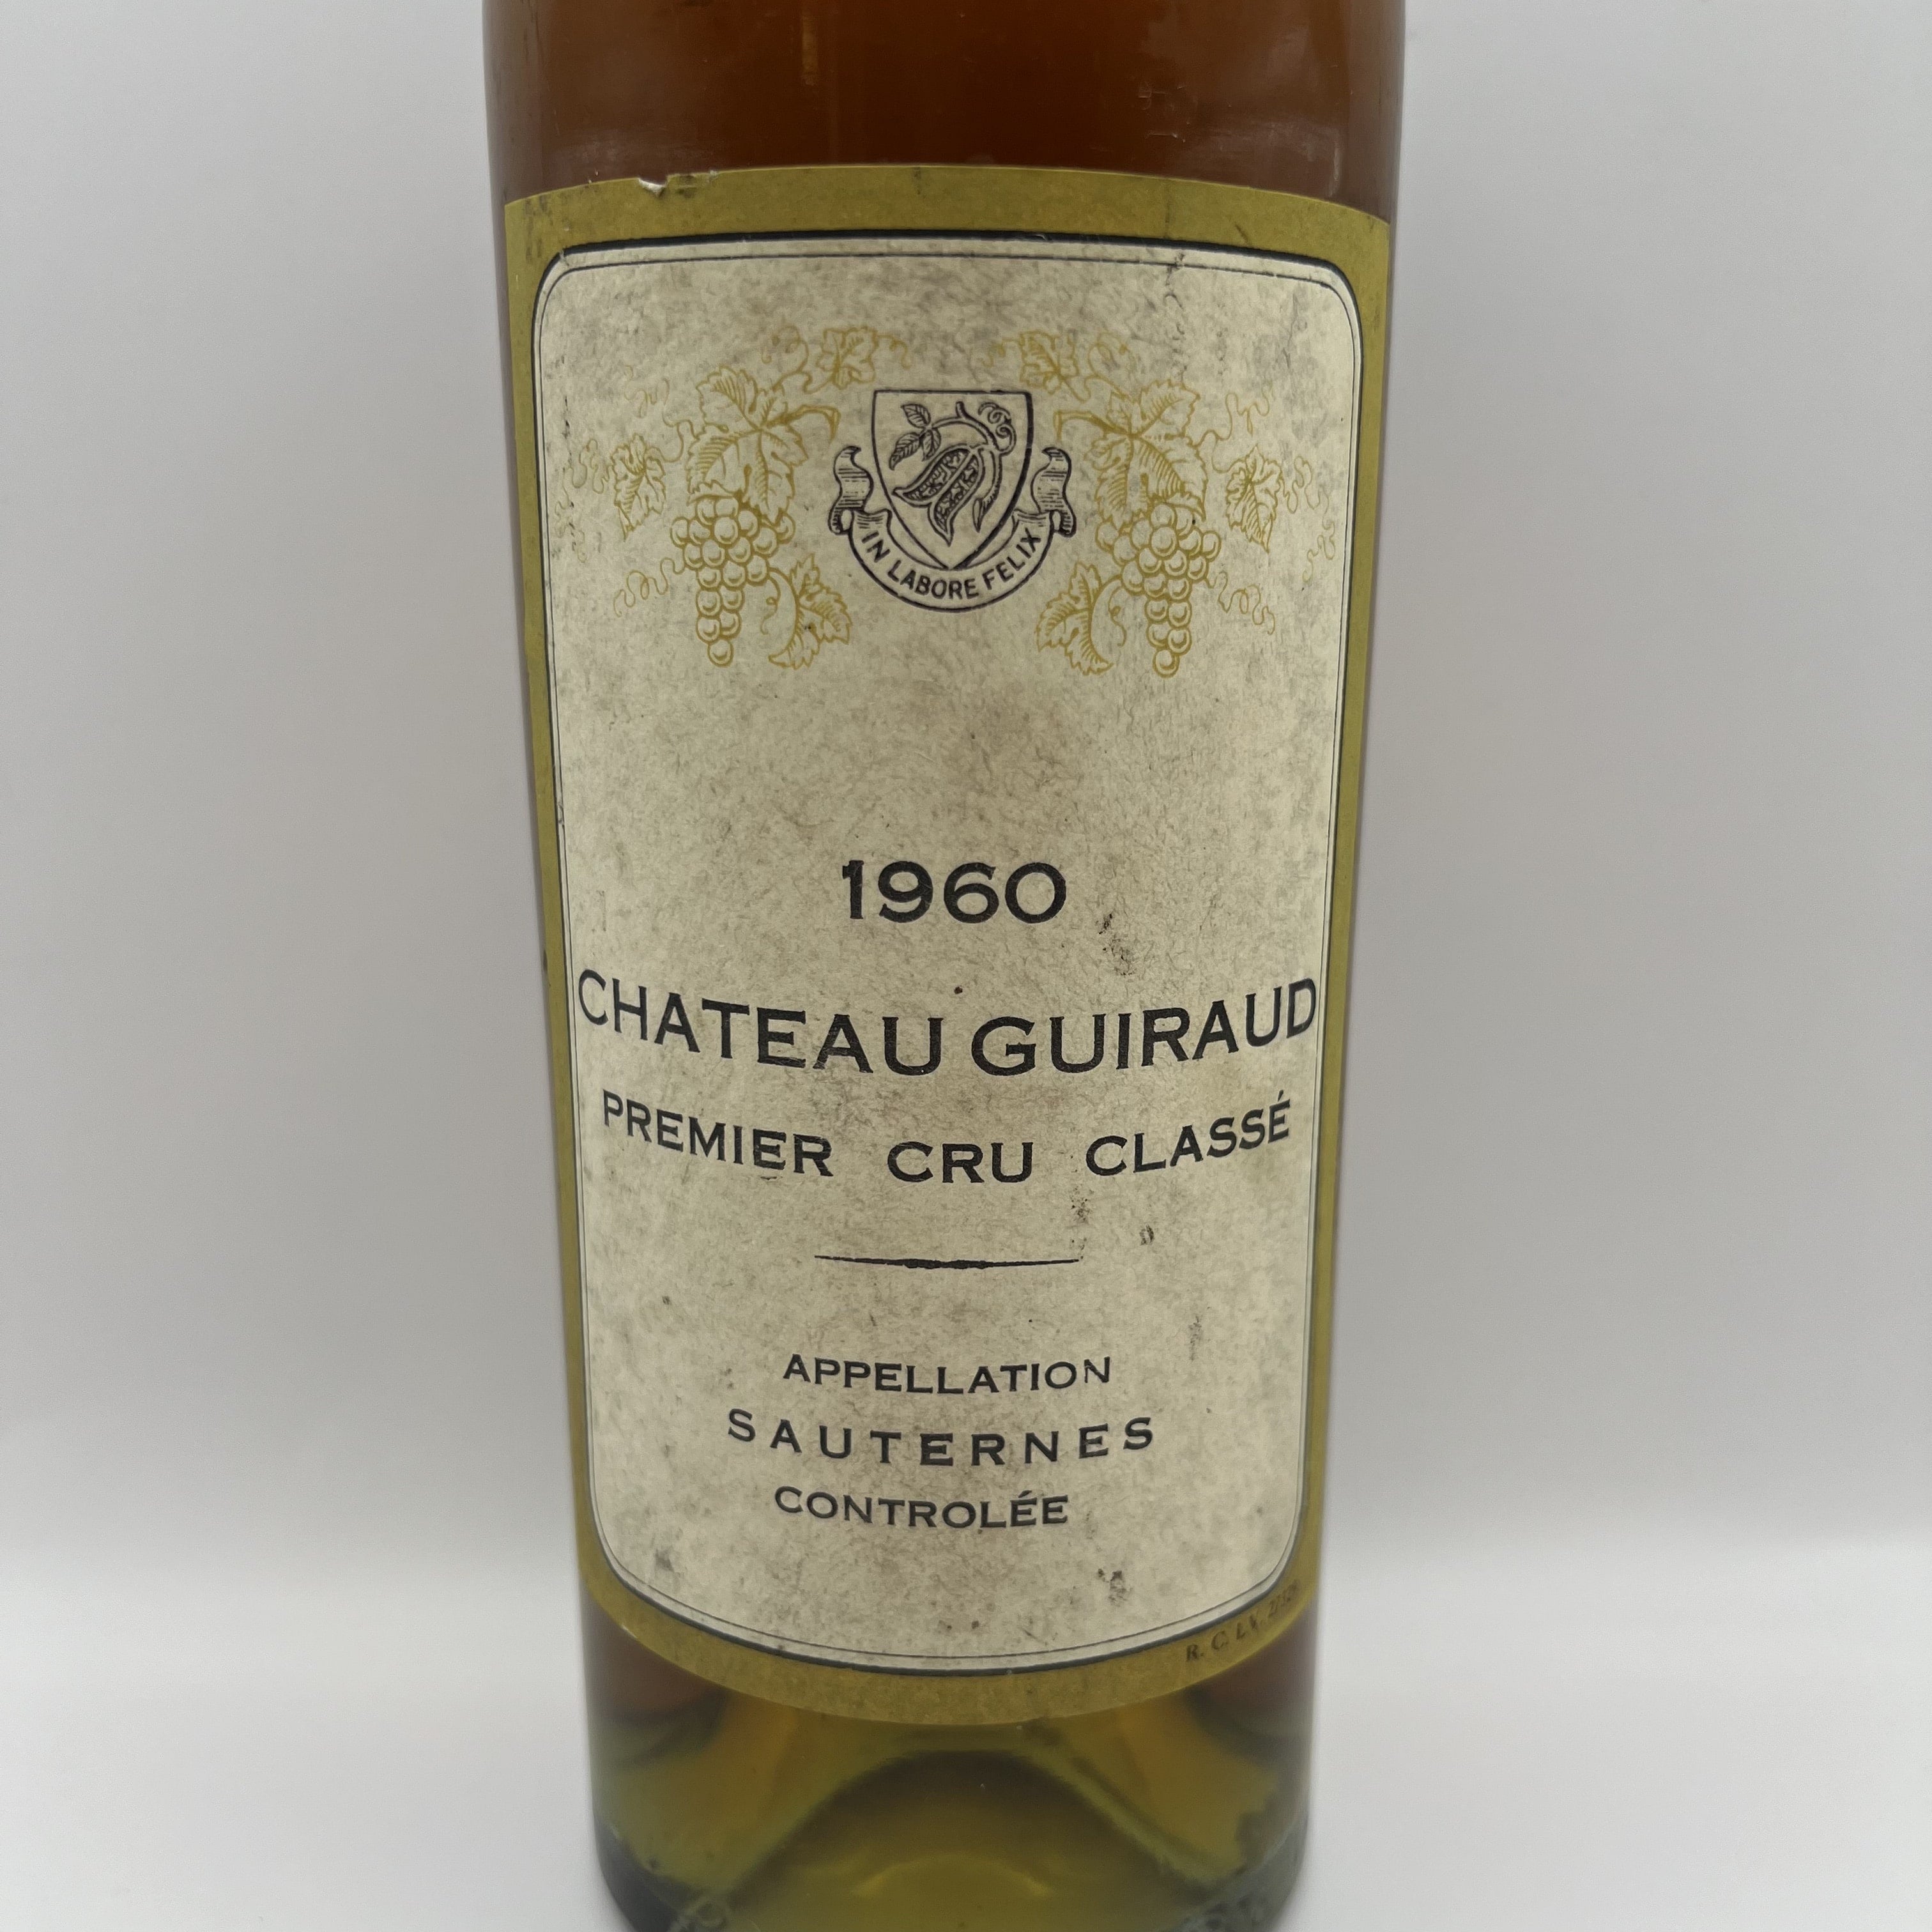 IN LABORE FELIX
1960
CHATEAU GUIRAUD
PREMIER CRU CLASSÉ
APPELLATION
SAUTERNES
CONTROLÉE
R. C.